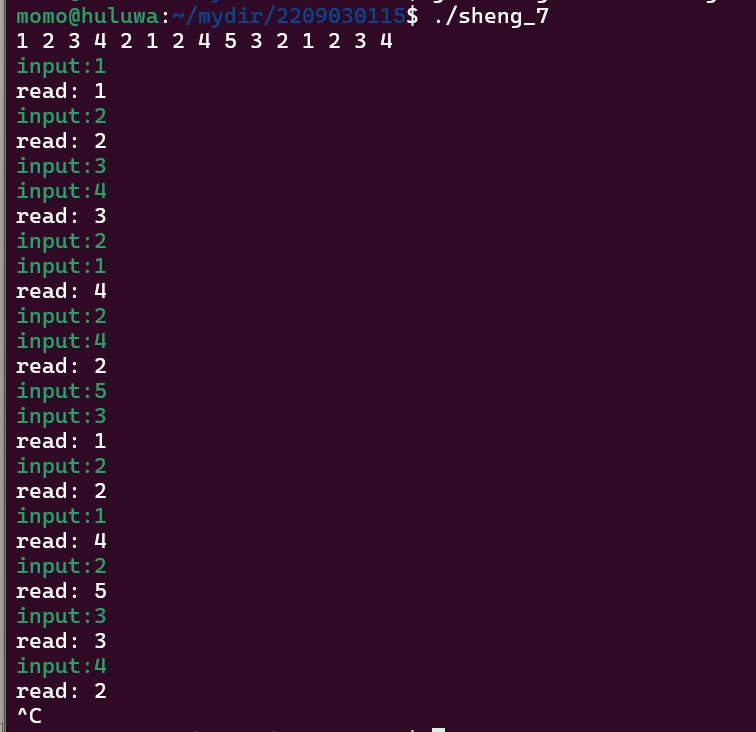 momo@huluwa:~/mydir/2209030115$ ./sheng_7
1 2 3 4 2 1 2 4 5 3 2 1 2 3 4
input:1
read: 1
input:2
read: 2
input:3
input:4
read: 3
input:2
input:1
read: 4
input:2
input:4
read: 2
input:5
input:3
read: 1
input:2
read: 2
input:1
read: 4
input:2
read: 5
input:3
read: 3
input:4
read: 2
^C